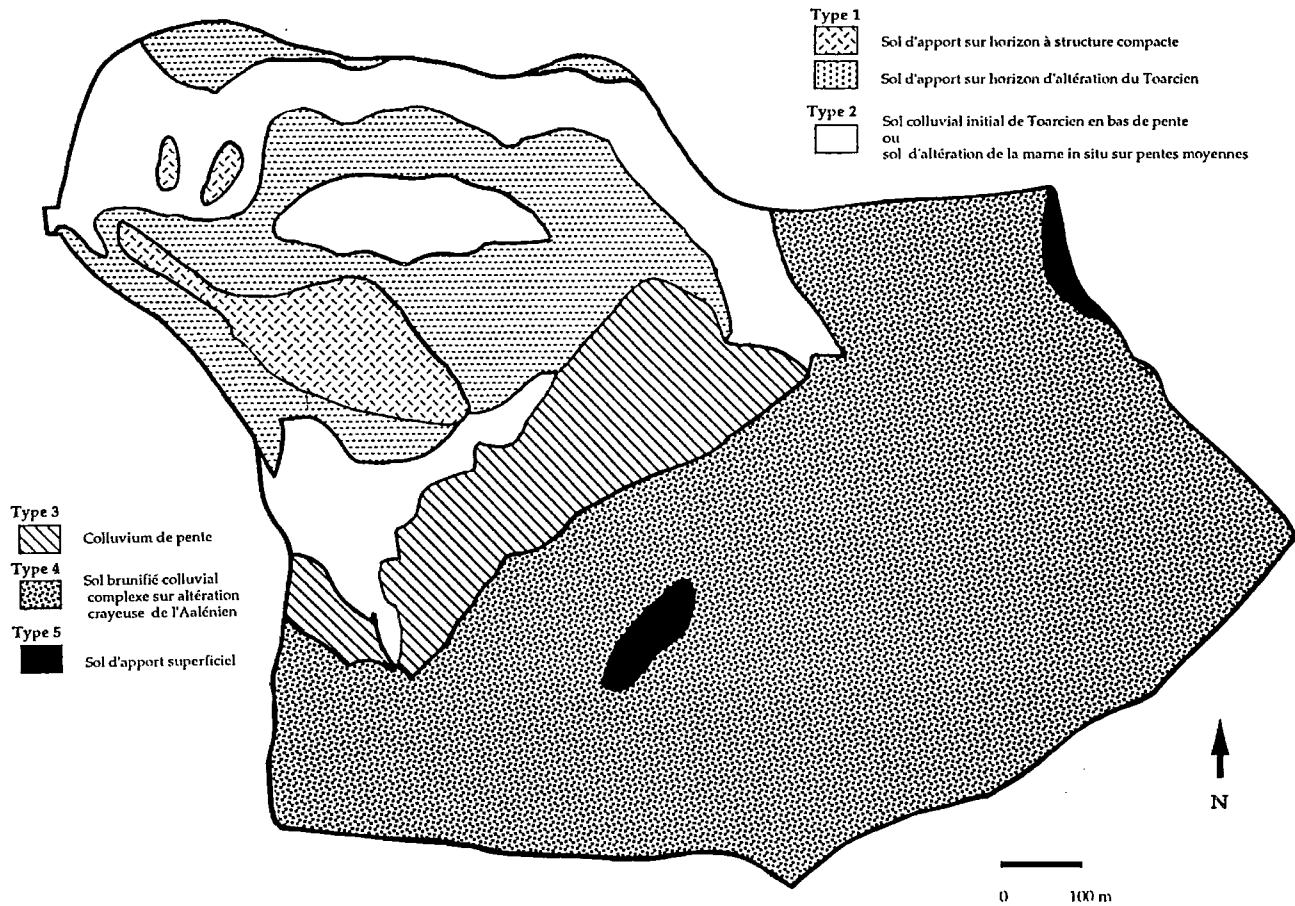 Type 1
Sol d'apport sur horizon à structure compacte
Sol d'apport sur horizon d'altération du Toarcien
Type 2
Sol colluvial initial de Toarcien en bas de pente
ou
sol d'altération de la marne in situ sur pentes moyennes
Type 3
Colluvium de pente
Type 4
Sol brunifié colluvial
complexe sur altération
crayeuse de l'Aalénien
Type 5
Sol d'apport superficiel
N
0 100 m